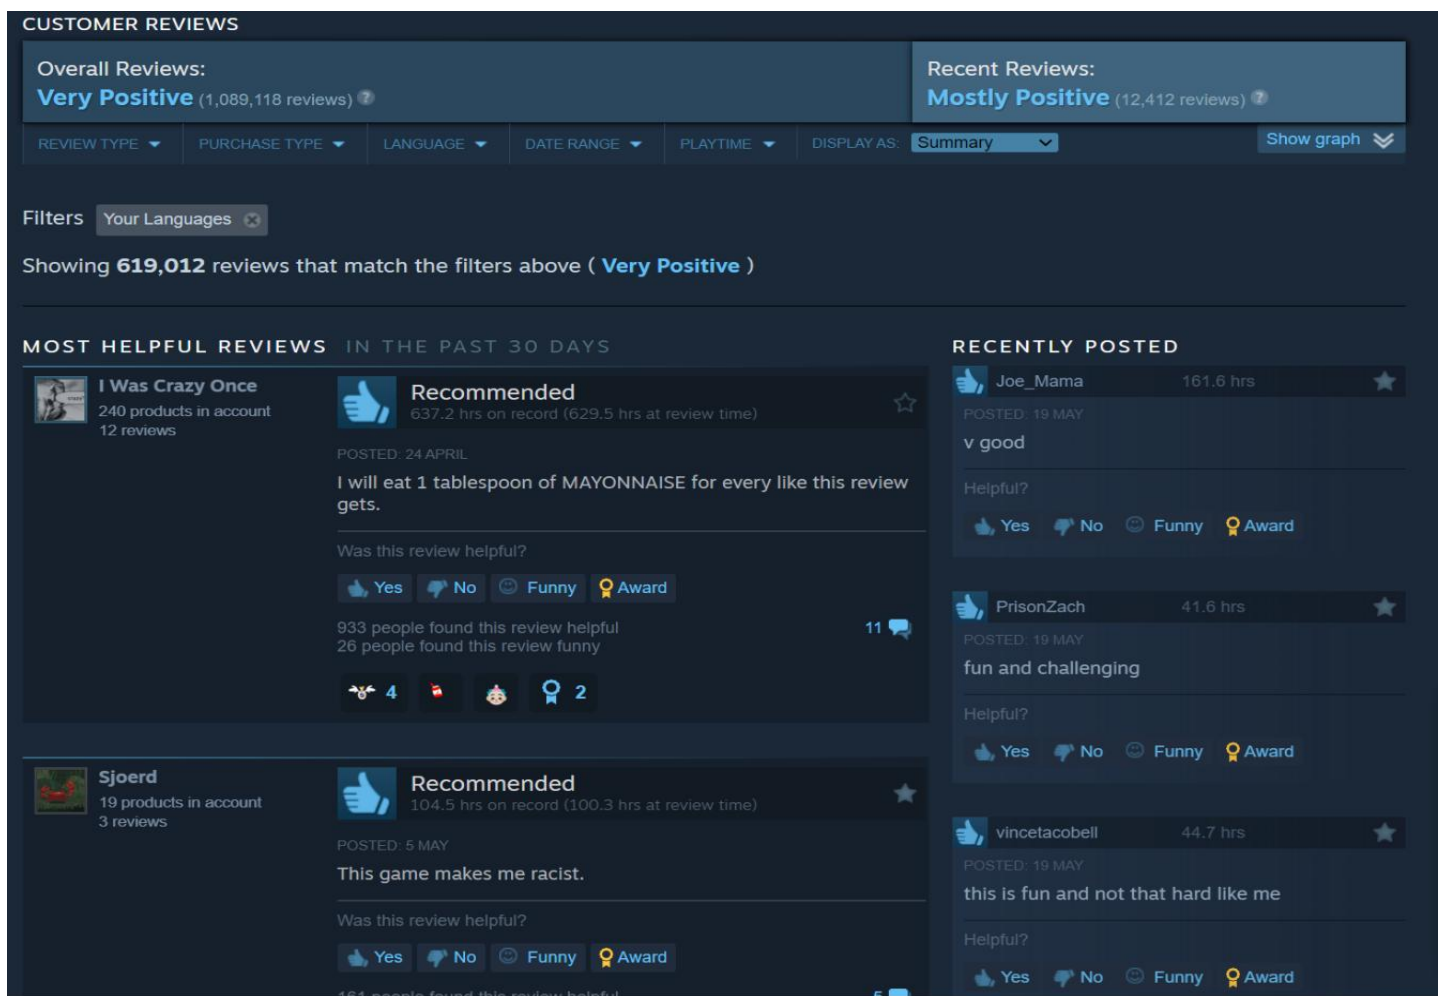 CUSTOMER REVIEWS
Overall Reviews:
Very Positive (1,089,118 reviews) ?
Recent Reviews:
Mostly Positive (12,412 reviews) ?
REVIEW TYPE PURCHASE TYPE LANGUAGE DATE RANGE PLAYTIME DISPLAY AS: Summary Show graph
Filters Your Languages
Showing 619,012 reviews that match the filters above ( Very Positive )
MOST HELPFUL REVIEWS IN THE PAST 30 DAYS
I Was Crazy Once
240 products in account
12 reviews
Recommended
637.2 hrs on record (629.5 hrs at review time)
POSTED: 24 APRIL
I will eat 1 tablespoon of MAYONNAISE for every like this review
gets.
Was this review helpful?
Yes No Funny Award
933 people found this review helpful
26 people found this review funny
11
4 2
Sjoerd
19 products in account
3 reviews
Recommended
104.5 hrs on record (100.3 hrs at review time)
POSTED: 5 MAY
This game makes me racist.
Was this review helpful?
Yes No Funny Award
161 people found this review helpful
5
RECENTLY POSTED
Joe_Mama 161.6 hrs
POSTED: 19 MAY
v good
Helpful?
Yes No Funny Award
PrisonZach 41.6 hrs
POSTED: 19 MAY
fun and challenging
Helpful?
Yes No Funny Award
vincetacobell 44.7 hrs
POSTED: 19 MAY
this is fun and not that hard like me
Helpful?
Yes No Funny Award